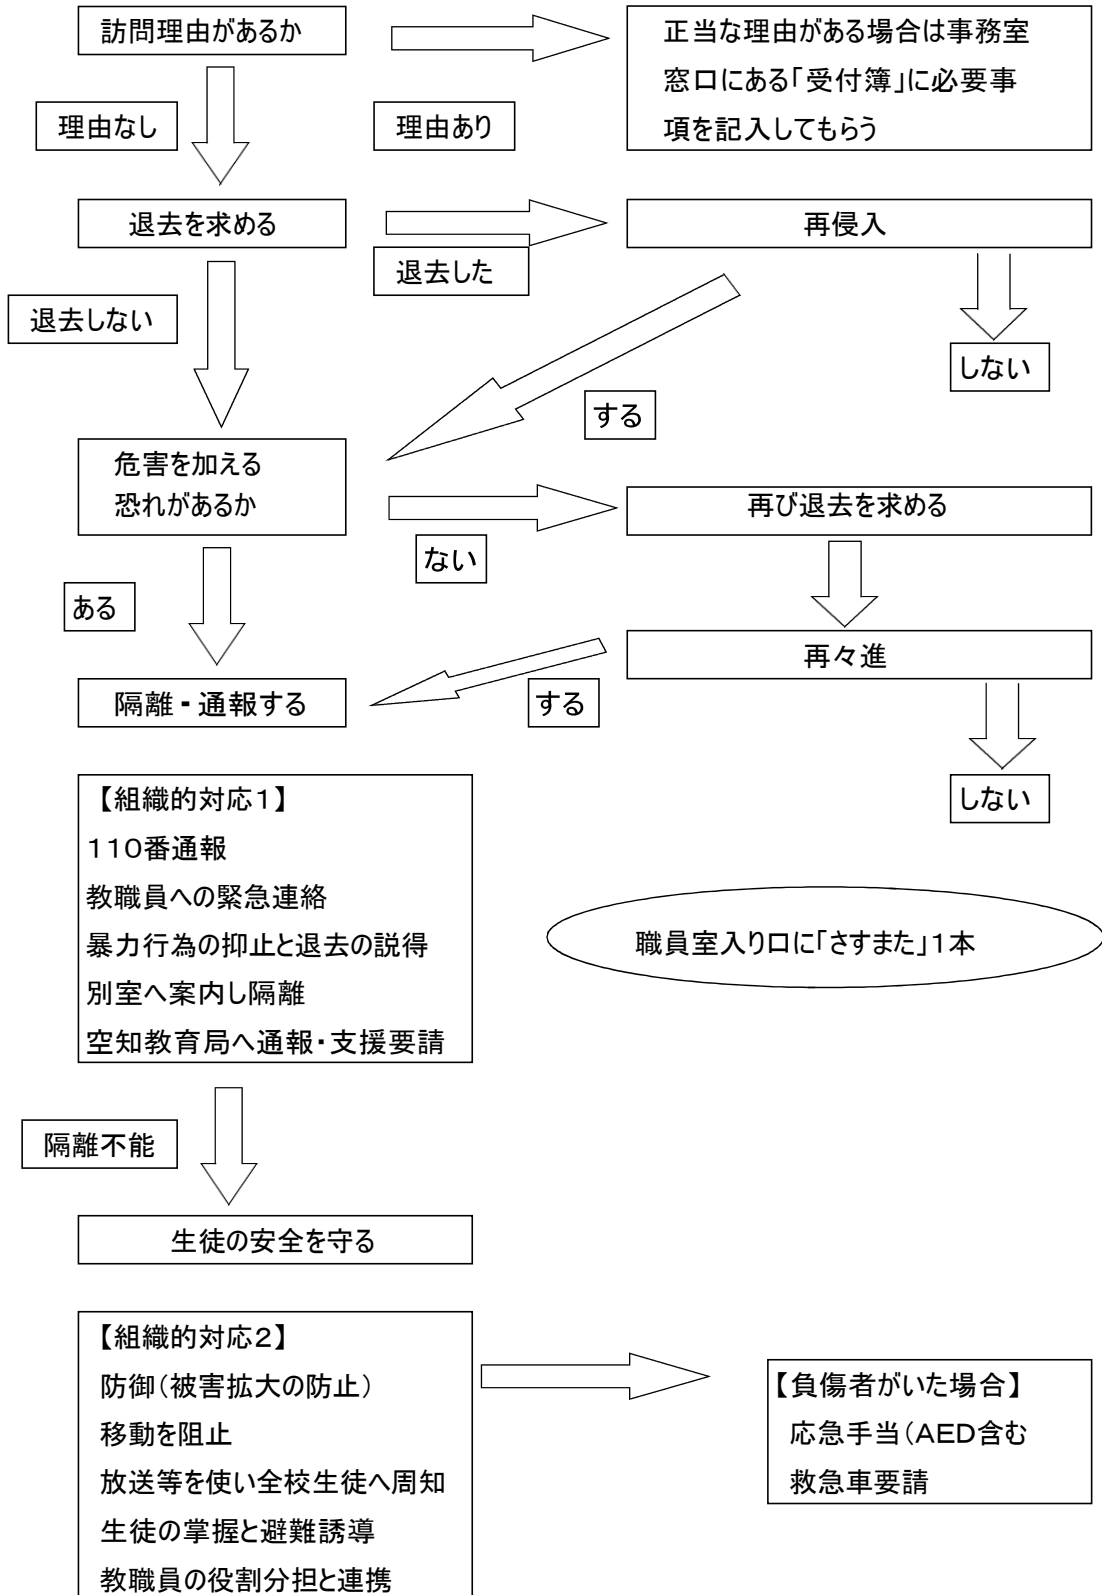 訪問理由があるか
正当な理由がある場合は事務室
窓口にある「受付簿」に必要事
項を記入してもらう
理由なし
理由あり
退去を求める
再侵入
退去した
退去しない
しない
する
危害を加える
恐れがあるか
再び退去を求める
ない
ある
再々進
隔離・通報する
する
しない
【組織的対応1】
110番通報
教職員への緊急連絡
暴力行為の抑止と退去の説得
別室へ案内し隔離
空知教育局へ通報・支援要請
職員室入り口に「さすまた」1本
隔離不能
生徒の安全を守る
【組織的対応2】
防御(被害拡大の防止)
移動を阻止
放送等を使い全校生徒へ周知
生徒の掌握と避難誘導
教職員の役割分担と連携
【負傷者がいた場合】
応急手当(AED含む
救急車要請